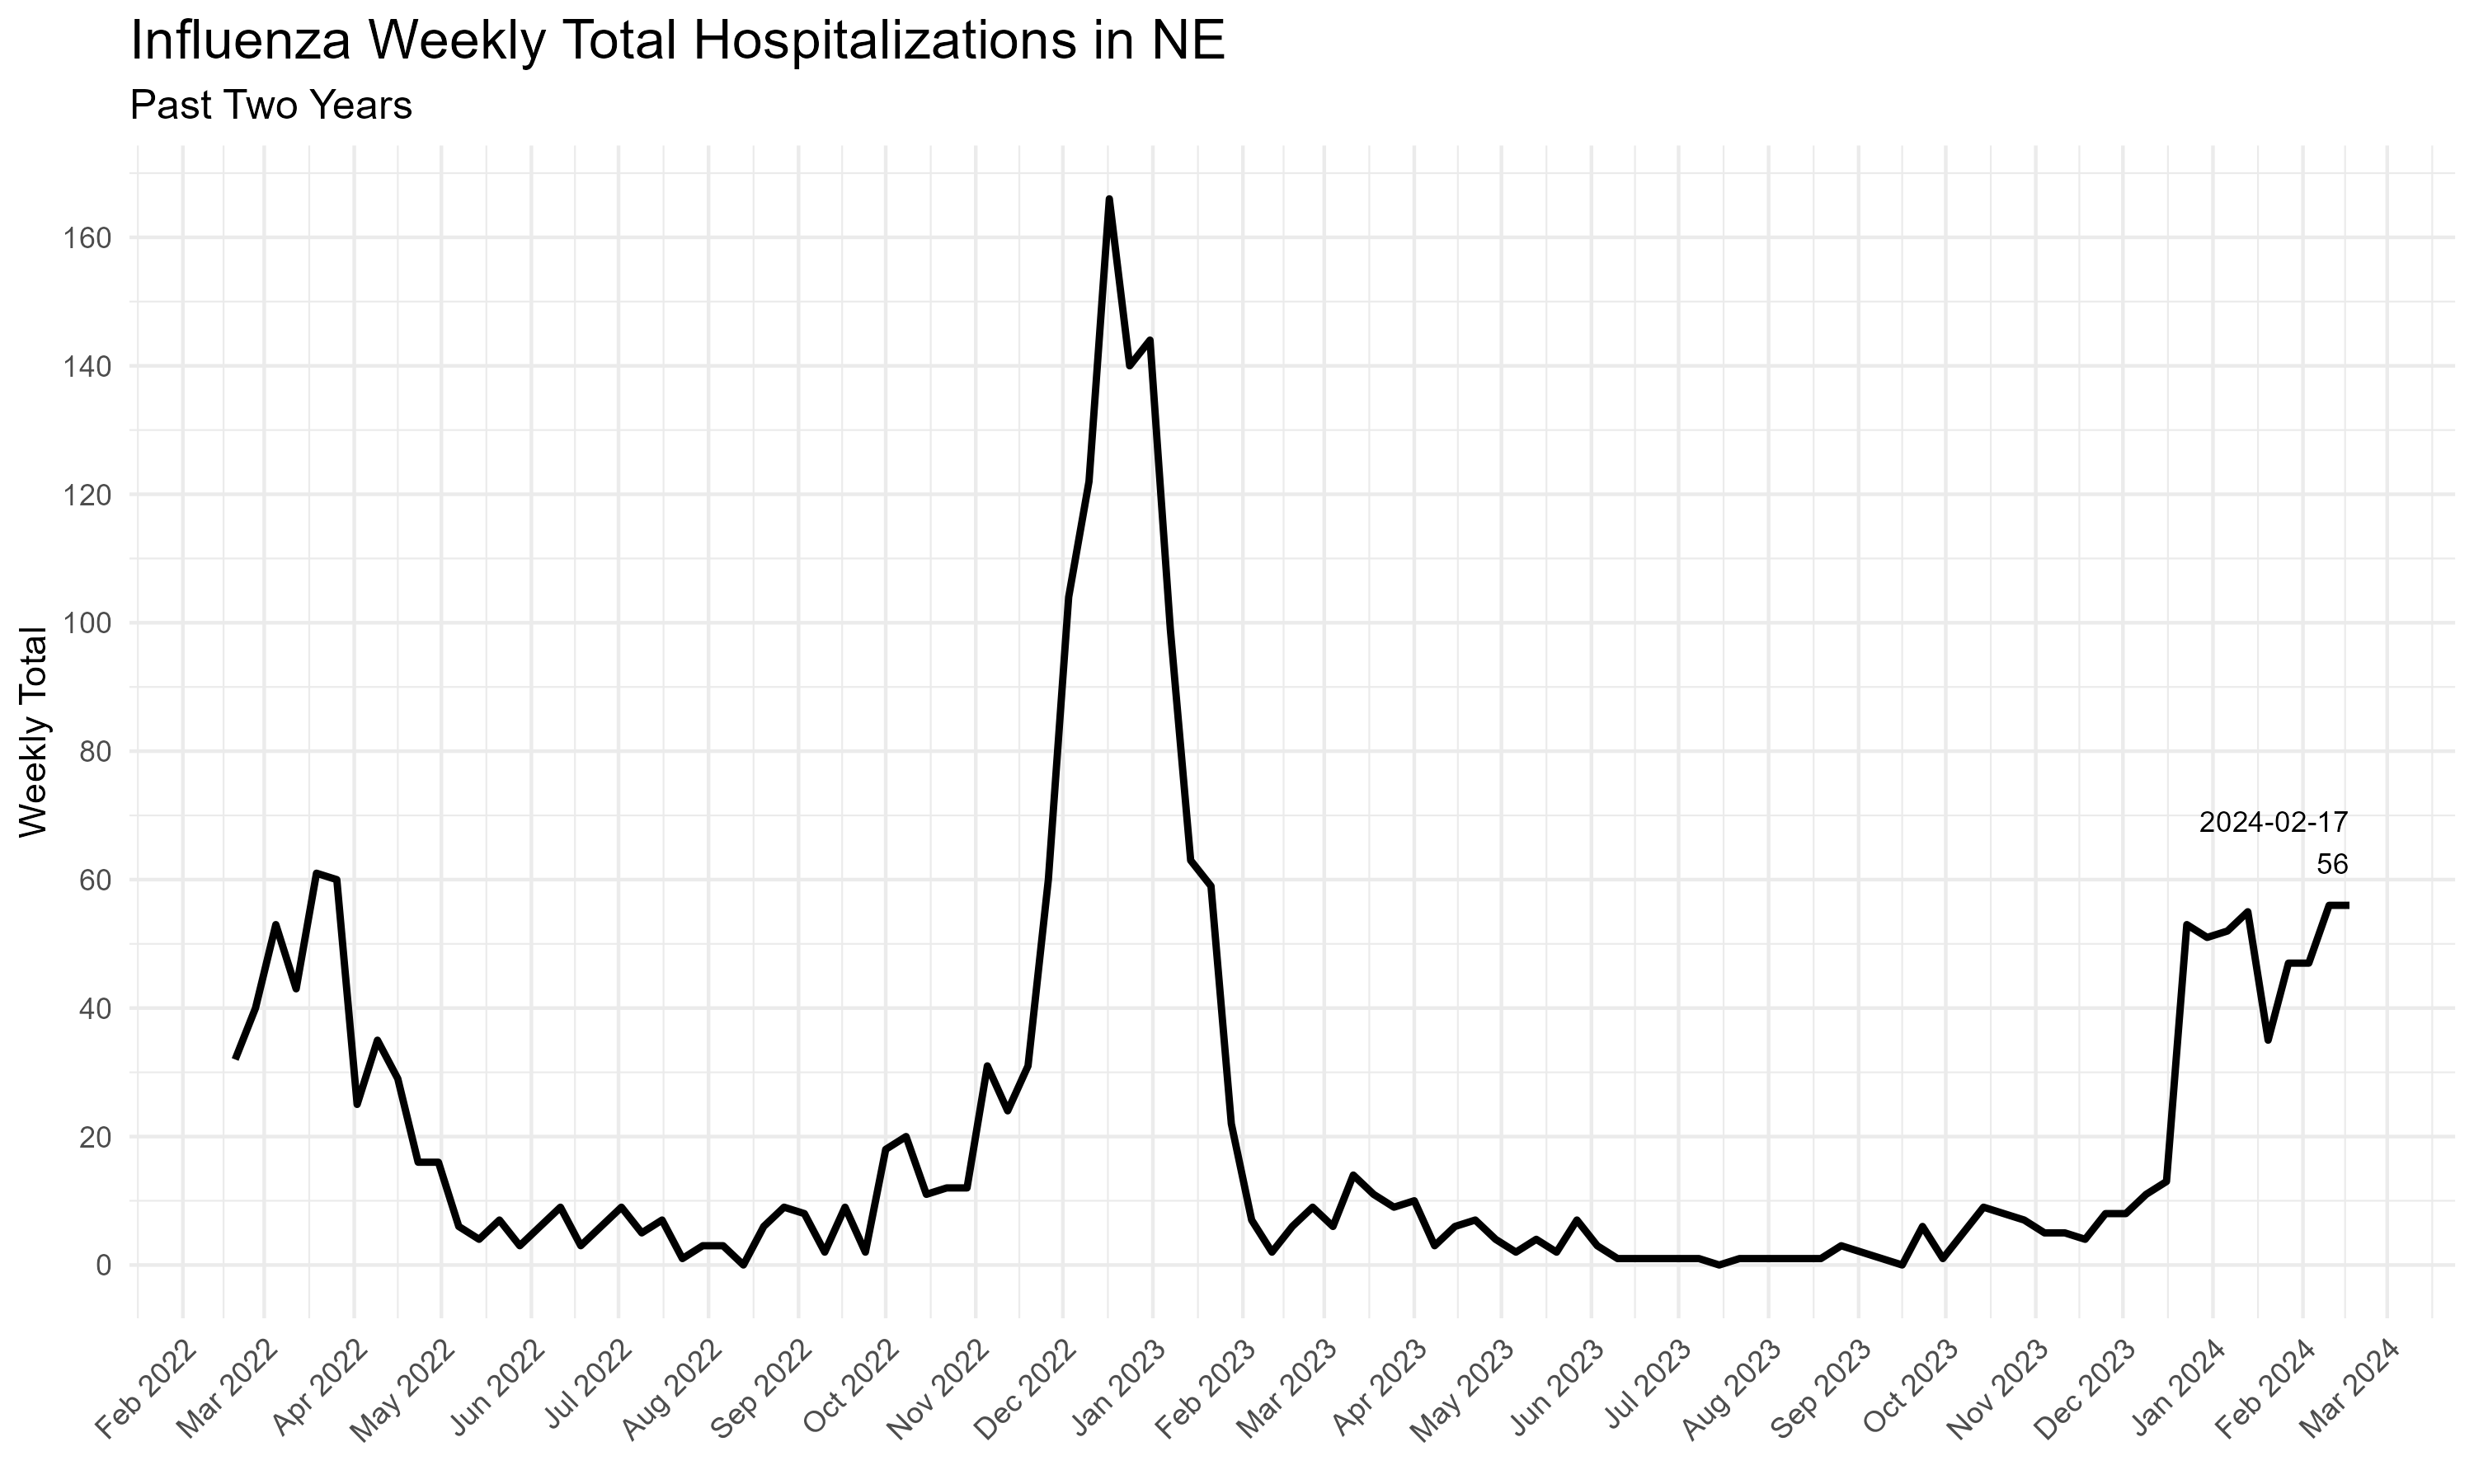 Influenza Weekly Total Hospitalizations in NE
Past Two Years
Weekly Total
160
140
120
100
80
60
40
20
0
2024-02-17
56
Feb 2022
Mar 2022
Apr 2022
May 2022
Jun 2022
Jul 2022
Aug 2022
Sep 2022
Oct 2022
Nov 2022
Dec 2022
Jan 2023
Feb 2023
Mar 2023
Apr 2023
May 2023
Jun 2023
Jul 2023
Aug 2023
Sep 2023
Oct 2023
Nov 2023
Dec 2023
Jan 2024
Feb 2024
Mar 2024